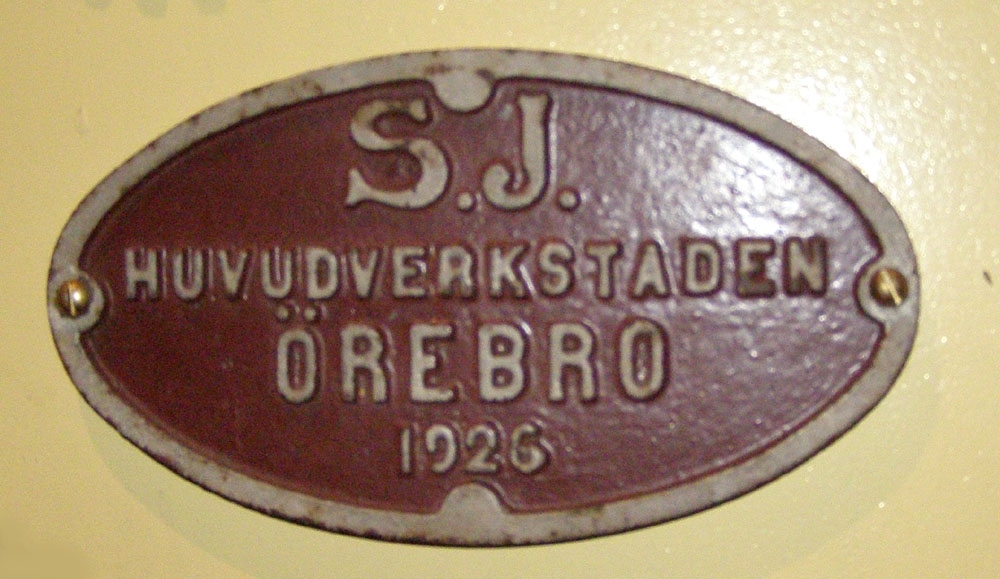 S.J.
HUVUDVERKSTADEN
ÖREBRO
1926